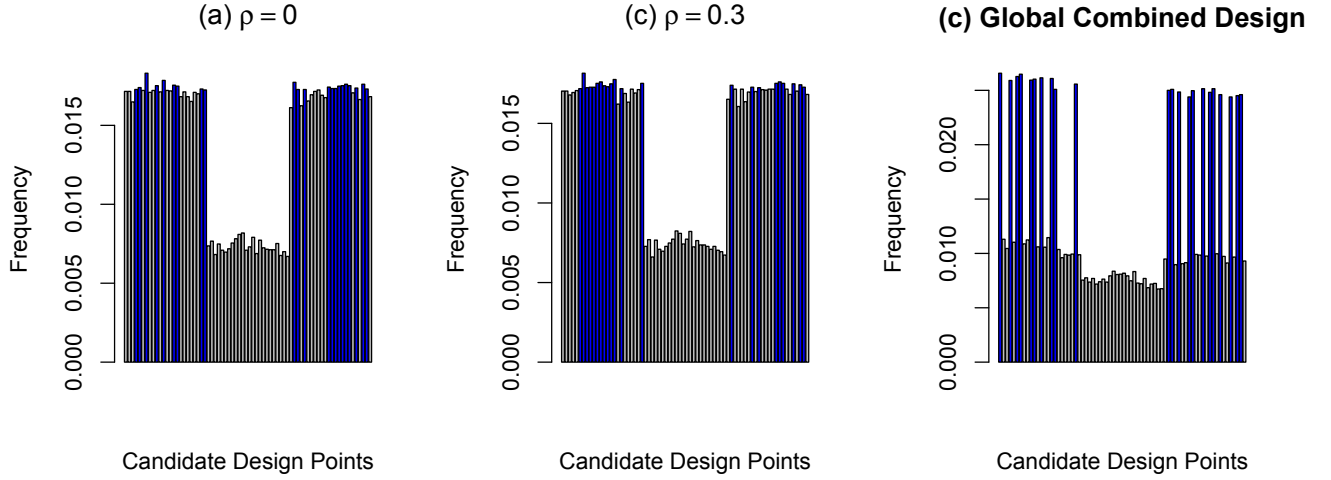 (a) ρ = 0
Frequency
0.000 0.005 0.010 0.015
Candidate Design Points
(c) ρ = 0.3
Frequency
0.000 0.005 0.010 0.015
Candidate Design Points
(c) Global Combined Design
Frequency
0.000 0.010 0.020
Candidate Design Points